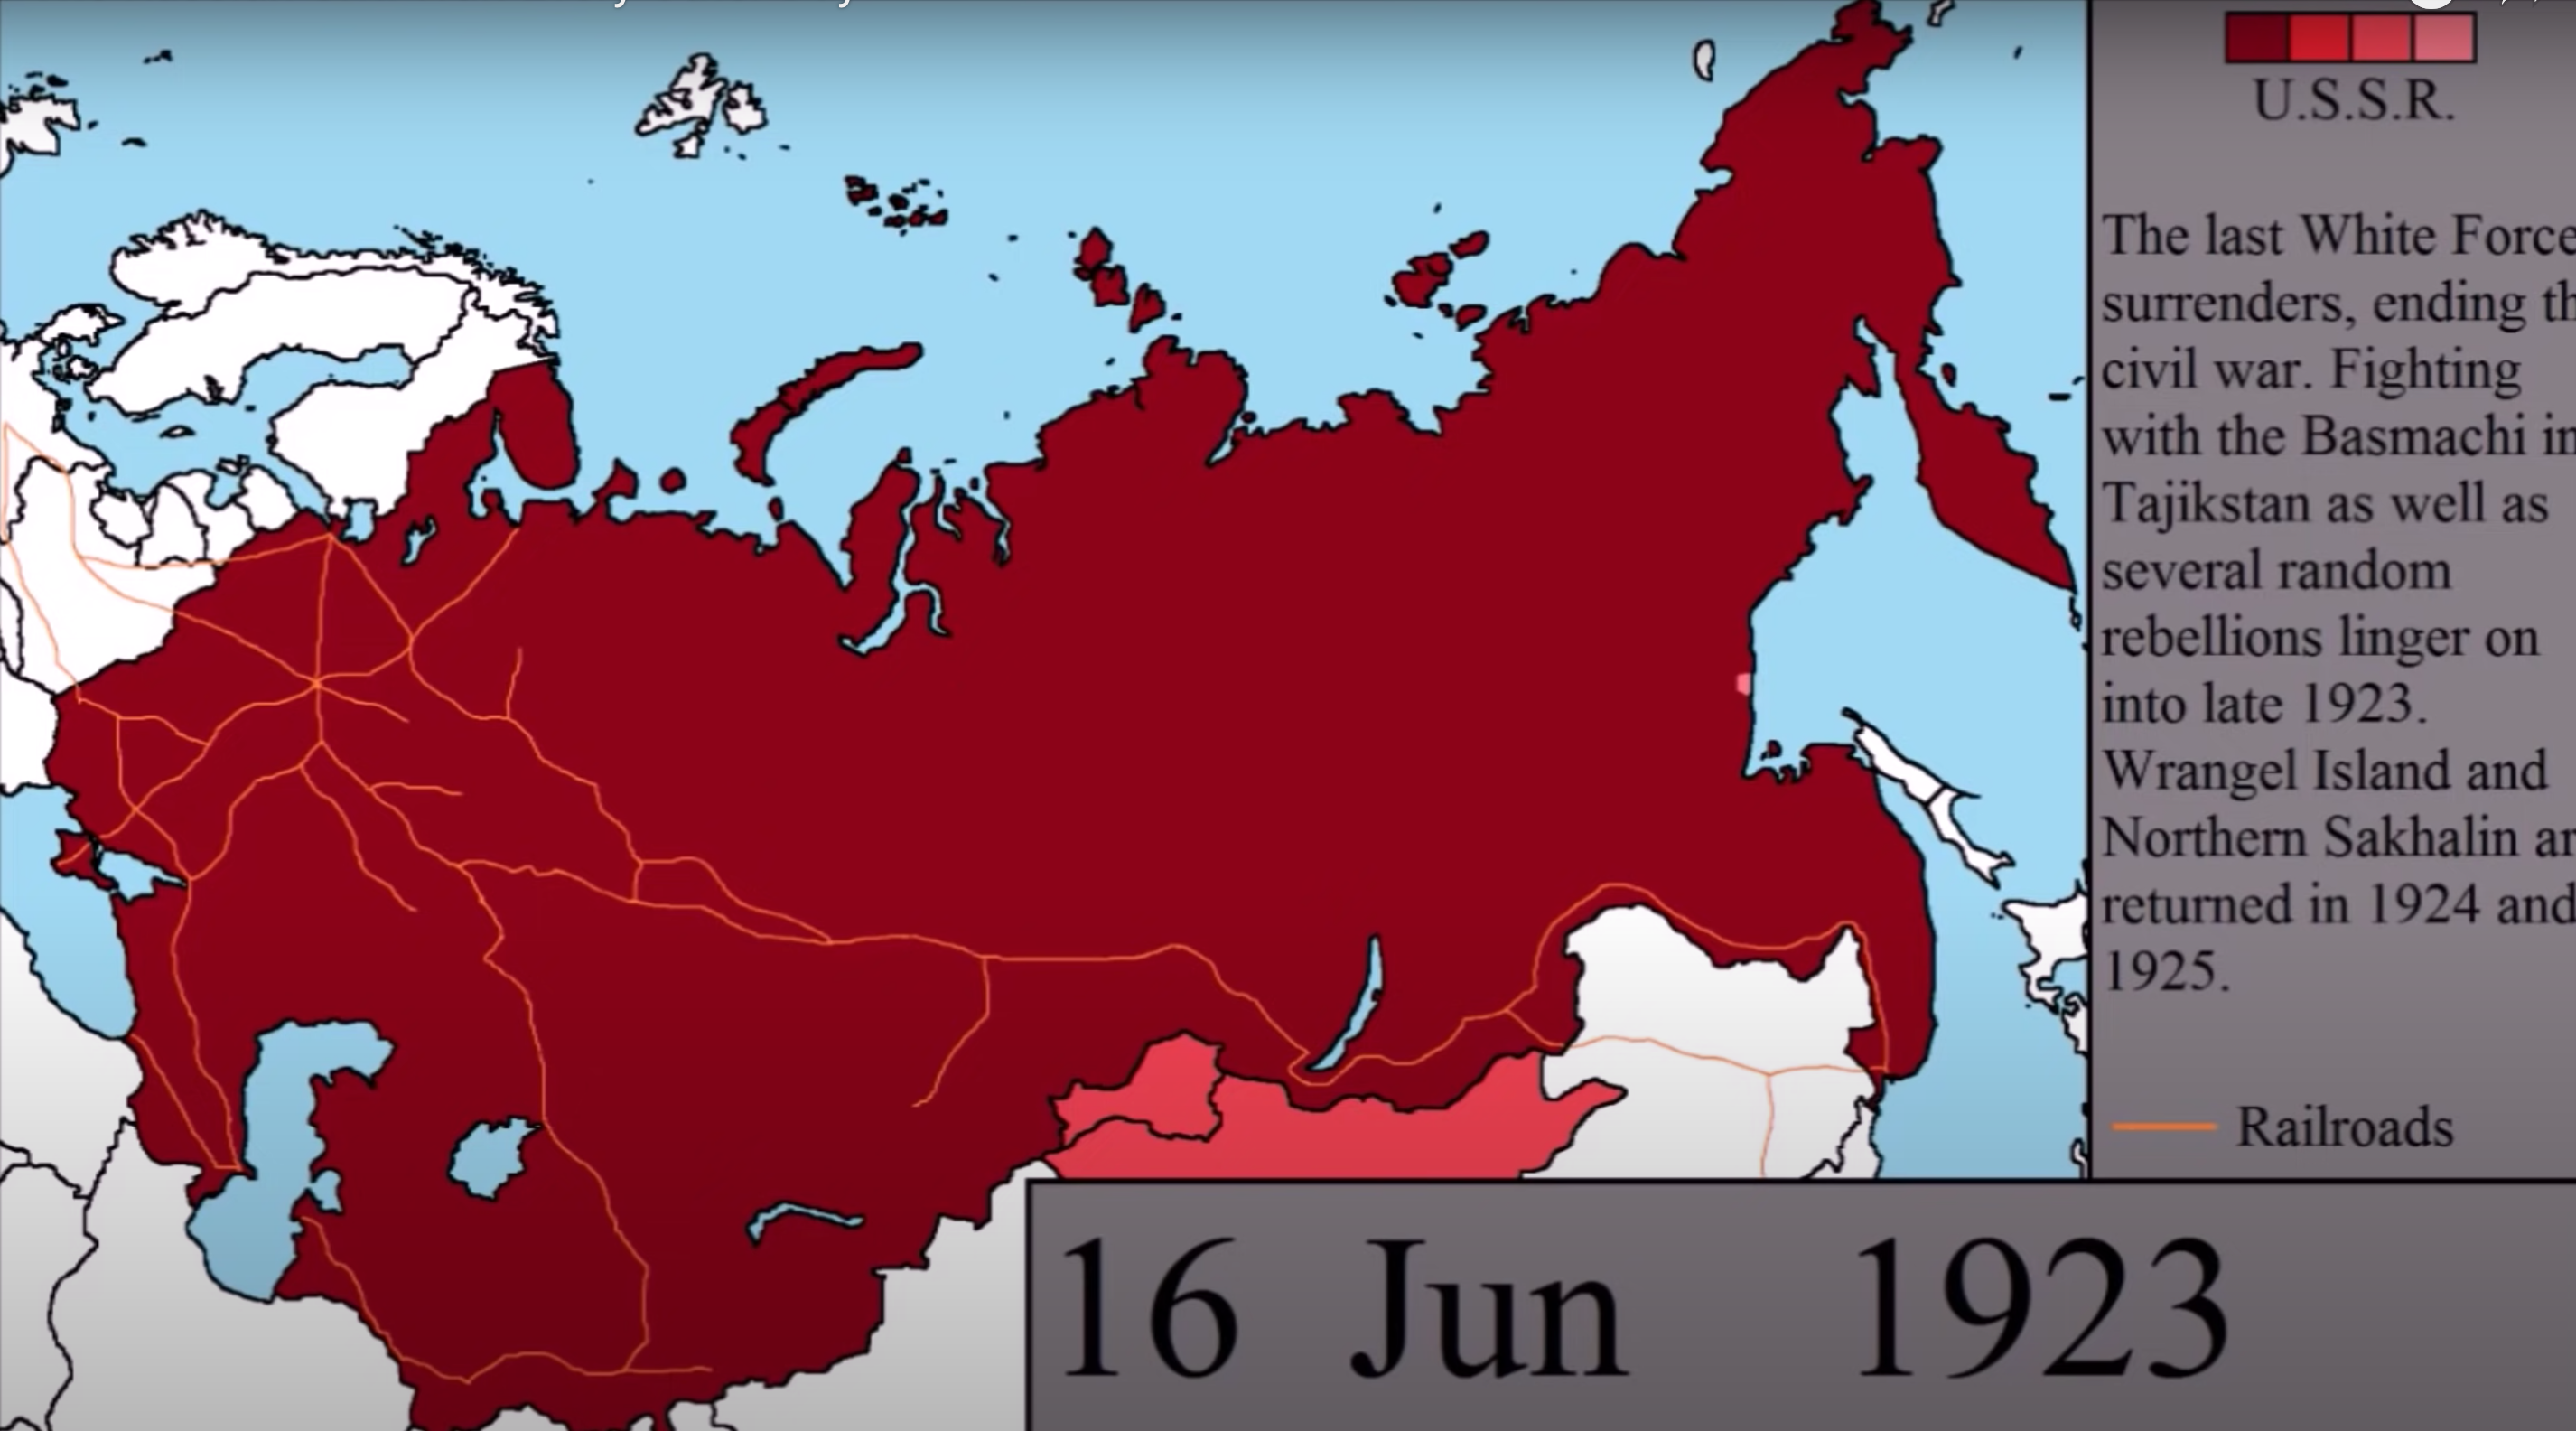 U.S.S.R.
The last White Force
surrenders, ending th
civil war. Fighting
with the Basmachi in
Tajikstan as well as
several random
rebellions linger on
into late 1923.
Wrangel Island and
Northern Sakhalin ar
returned in 1924 and
1925.
Railroads
16 Jun 1923